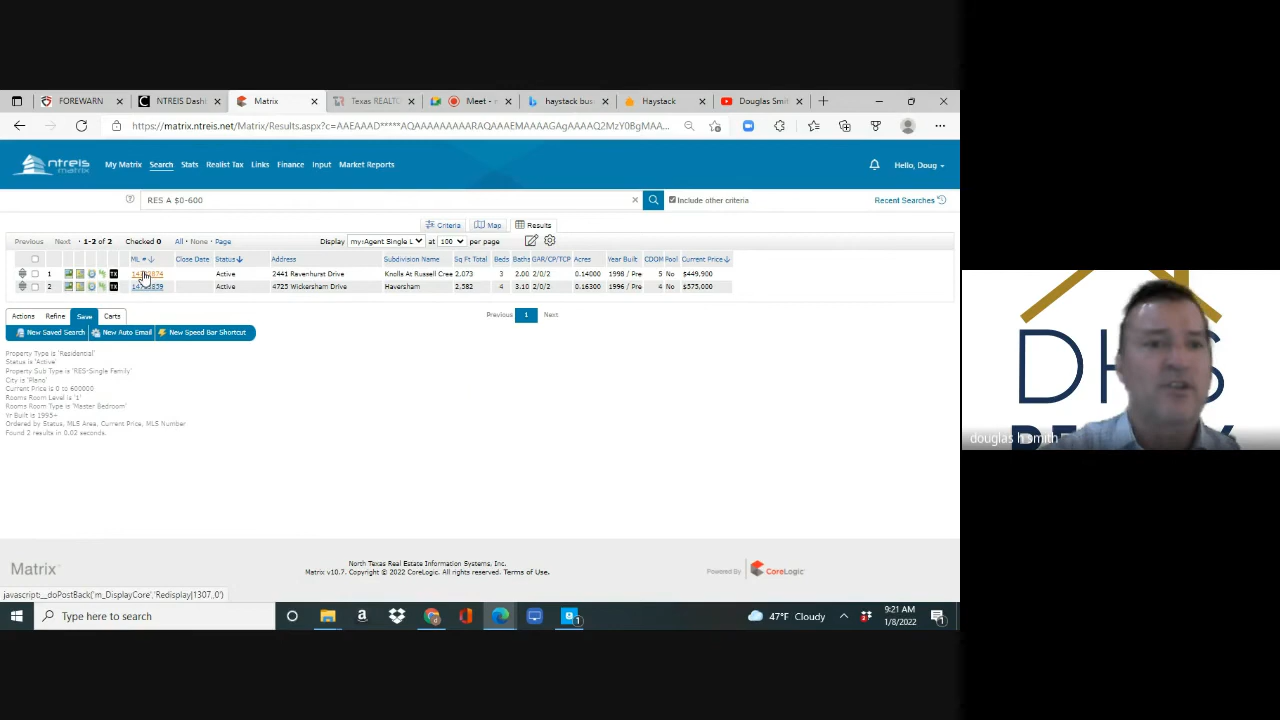 FOREWARN
NTREIS Dash
Matrix
Texas REALTO
Meet - r
haystack bus
Haystack
Douglas Smit
https://matrix.ntreis.net/Matrix/Results.aspx?c=AAEAAAD*****AQAAAAAAAAARAQAAAEMAAAAGAgAAAAQ2MzY0BgMAA...
ntreis
matrix
My Matrix
Search
Stats
Realist Tax
Links
Finance
Input
Market Reports
Hello, Doug
RES A $0-600
Include other criteria
Recent Searches
Criteria
Map
Results
Previous Next · 1-2 of 2 Checked 0 All · None · Page Display my:Agent Single L at 100 per page
ML # Close Date Status Address Subdivision Name Sq Ft Total Beds Baths GAR/CP/TCP Acres Year Built CDOM Pool Current Price
1 Active 2441 Ravenhurst Drive Knolls At Russell Cree 2,073 3 2.00 2/0/2 0.14000 1998 / Pre 5 No $449,900
2 Active 4725 Wickersham Drive Haversham 2,582 4 3.10 2/0/2 0.16300 1996 / Pre 4 No $575,000
Actions Refine Save Carts
Previous 1 Next
New Saved Search New Auto Email New Speed Bar Shortcut
Property Type is 'Residential'
Status is 'Active'
Property Sub Type is 'RES-Single Family'
City is 'Plano'
Current Price is 0 to 600000
Rooms Room Level is '1'
Rooms Room Type is 'Master Bedroom'
Yr Built is 1995+
Ordered by Status, MLS Area, Current Price, MLS Number
Found 2 results in 0.02 seconds.
Matrix
North Texas Real Estate Information Systems, Inc.
Matrix v10.7. Copyright © 2022 CoreLogic. All rights reserved. Terms of Use.
Powered By CoreLogic
javascript:__doPostBack('m_DisplayCore','Redisplay|1307,,0')
Type here to search
47°F Cloudy
9:21 AM
1/8/2022
1
douglas h smith